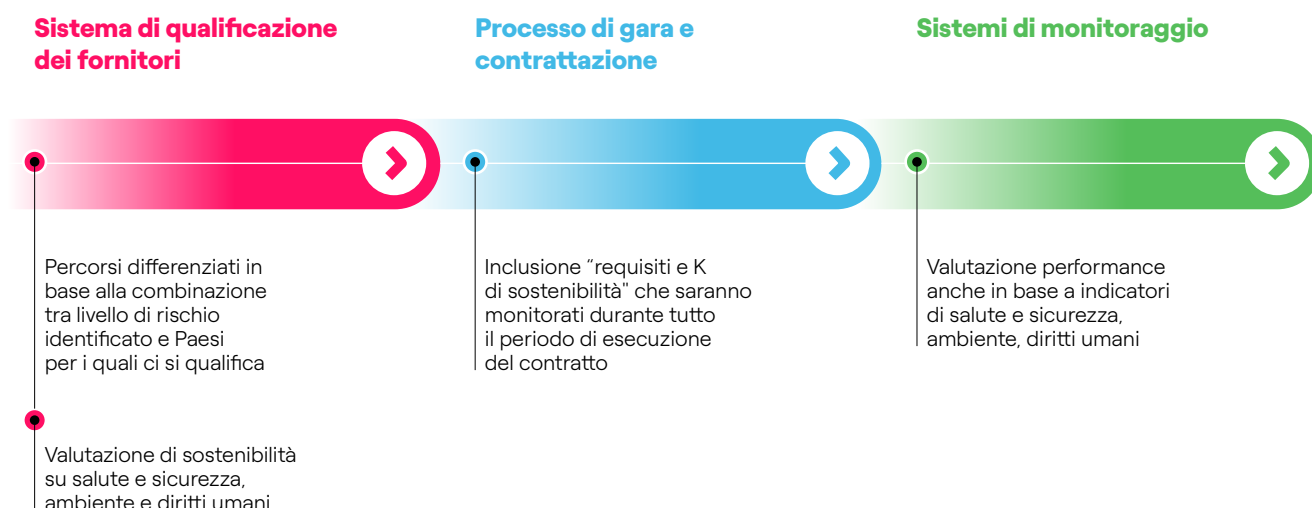 Sistema di qualificazione
dei fornitori
Percorsi differenziati in
base alla combinazione
tra livello di rischio
identificato e Paesi
per i quali ci si qualifica
Valutazione di sostenibilità
su salute e sicurezza,
ambiente e diritti umani
Processo di gara e
contrattazione
Inclusione “requisiti e K
di sostenibilità" che saranno
monitorati durante tutto
il periodo di esecuzione
del contratto
Sistemi di monitoraggio
Valutazione performance
anche in base a indicatori
di salute e sicurezza,
ambiente, diritti umani